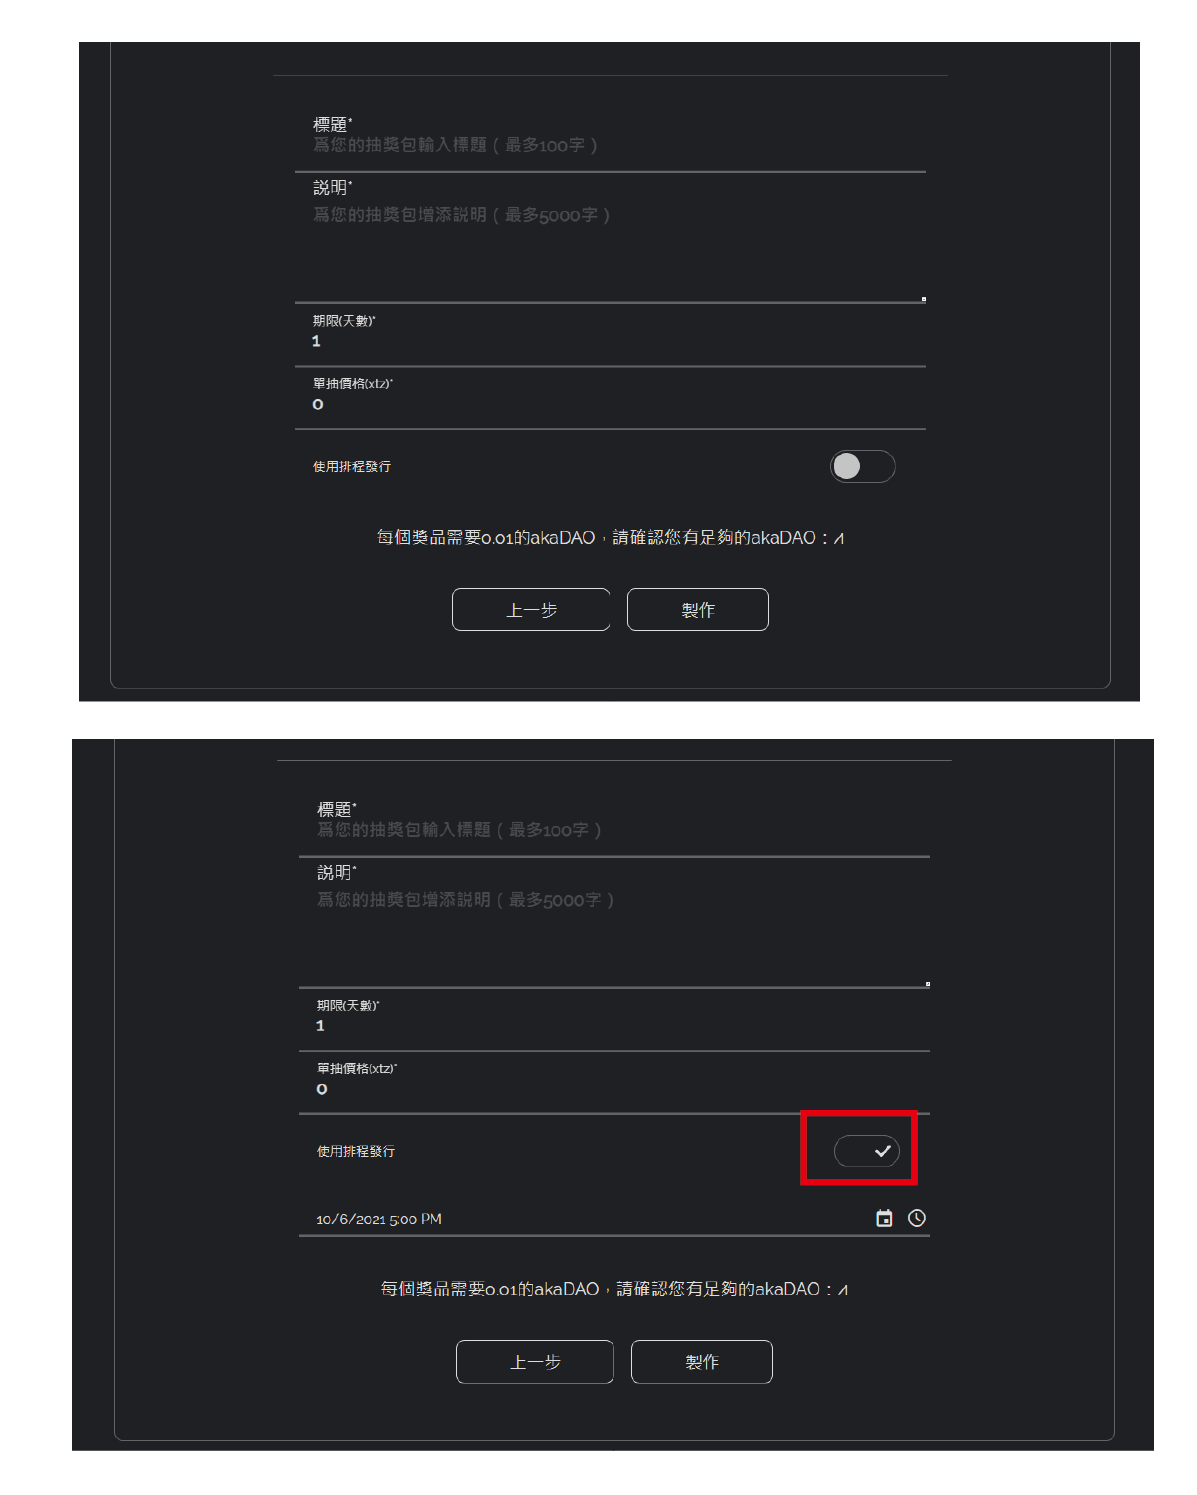 標題*
爲您的抽獎包輸入標題（最多100字）
説明*
爲您的抽獎包增添説明（最多5000字）
期限(天數)*
1
單抽價格(xtz)*
0
使用排程發行
每個獎品需要0.01的akaDAO，請確認您有足夠的akaDAO：4
上一步
製作
標題*
爲您的抽獎包輸入標題（最多100字）
説明*
爲您的抽獎包增添説明（最多5000字）
期限(天數)*
1
單抽價格(xtz)*
0
使用排程發行
10/6/2021 5:00 PM
每個獎品需要0.01的akaDAO，請確認您有足夠的akaDAO：4
上一步
製作